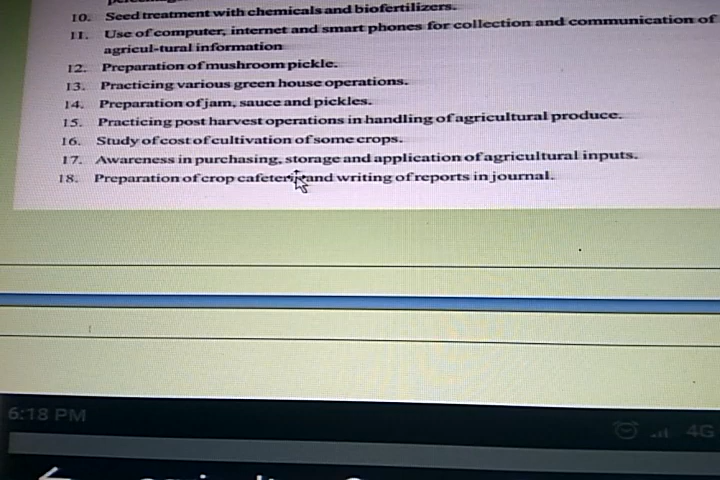 10. Seed treatment with chemicals and biofertilizers.
11. Use of computer, internet and smart phones for collection and communication of
agricul-tural information
12. Preparation of mushroom pickle.
13. Practicing various green house operations.
14. Preparation of jam, sauce and pickles.
15. Practicing post harvest operations in handling of agricultural produce.
16. Study of cost of cultivation of some crops.
17. Awareness in purchasing, storage and application of agricultural inputs.
18. Preparation of crop and writing of reports in journal.
6:18 PM 4G